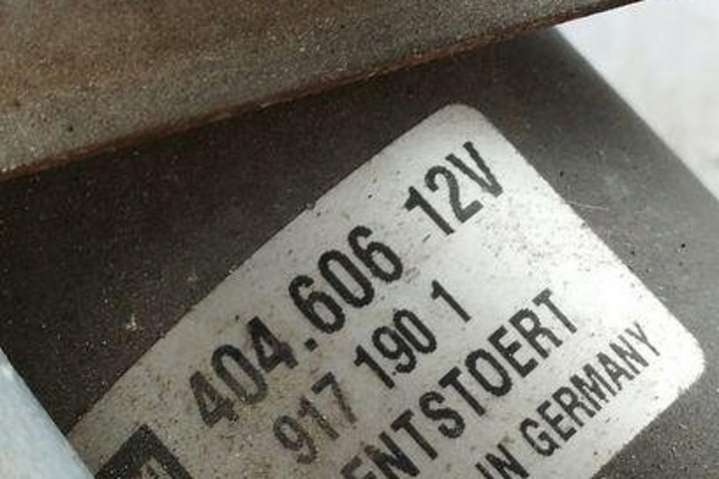 404.606 12V
917 190 1
ENTSTOERT
IN GERMANY